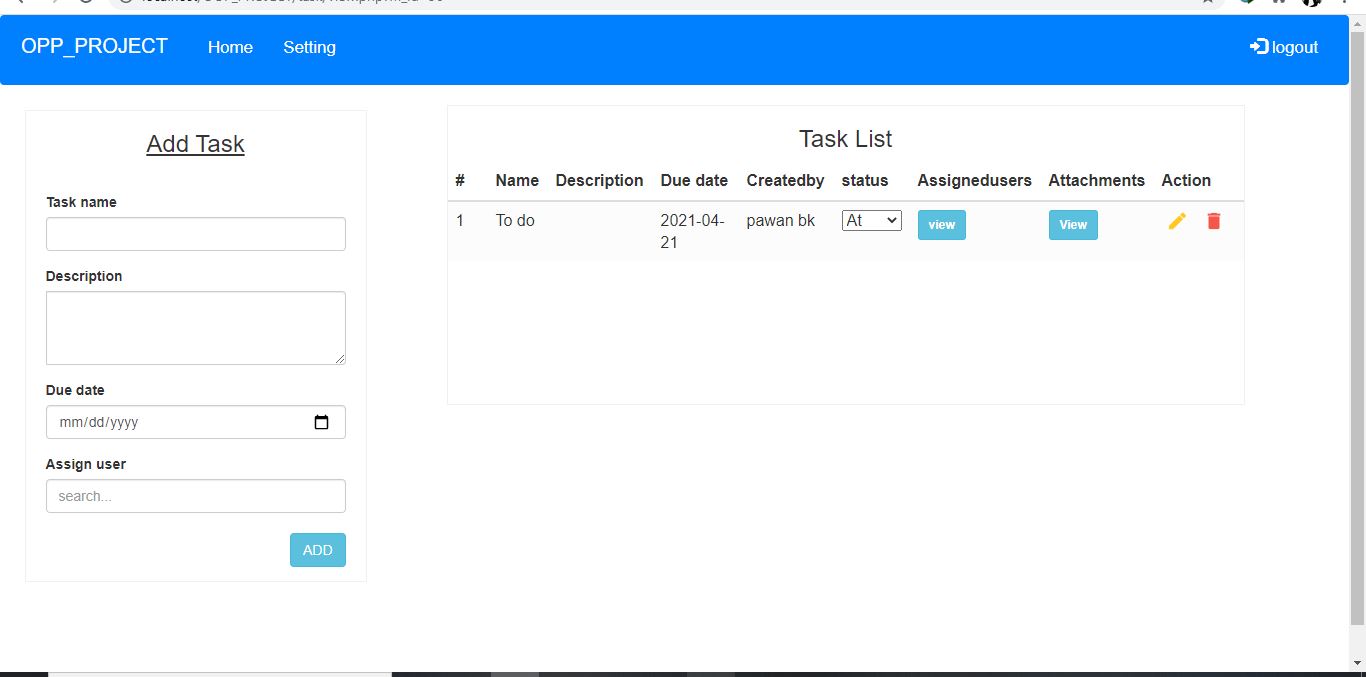 OPP_PROJECT Home Setting logout
Add Task
Task name
Description
Due date
mm/dd/yyyy
Assign user
search...
ADD
Task List
# Name Description Due date Createdby status Assignedusers Attachments Action
1 To do 2021-04- pawan bk At view View
21